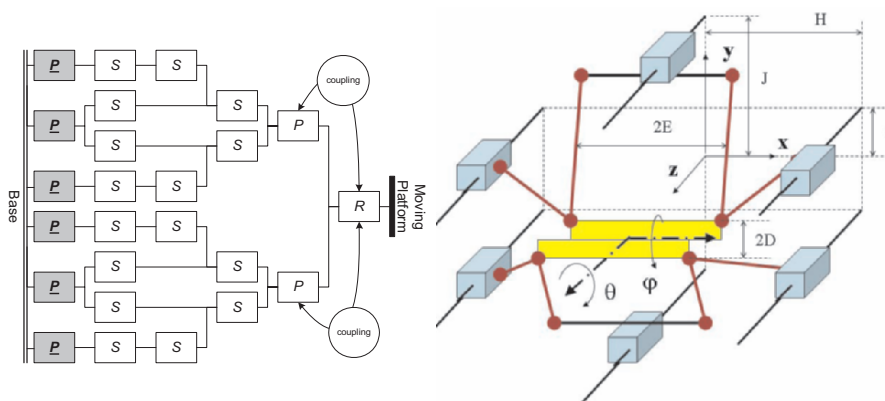 P S S
coupling
S S
P P
S S
P S S
R
P S S
S S
P P
S S
coupling
P S S
Base
Moving
Platform
H
y
J
2E
x
z
2D
θ
φ